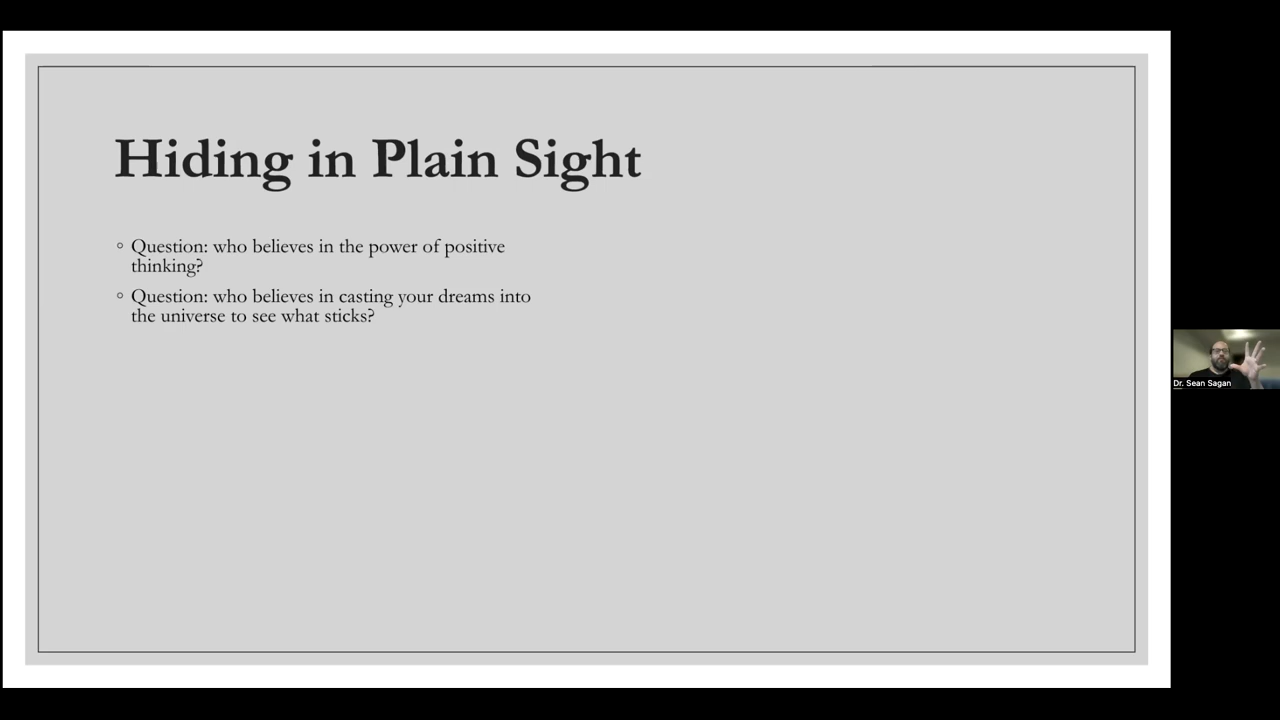 Hiding in Plain Sight
Question: who believes in the power of positive
thinking?
Question: who believes in casting your dreams into
the universe to see what sticks?
Dr. Sean Sagan